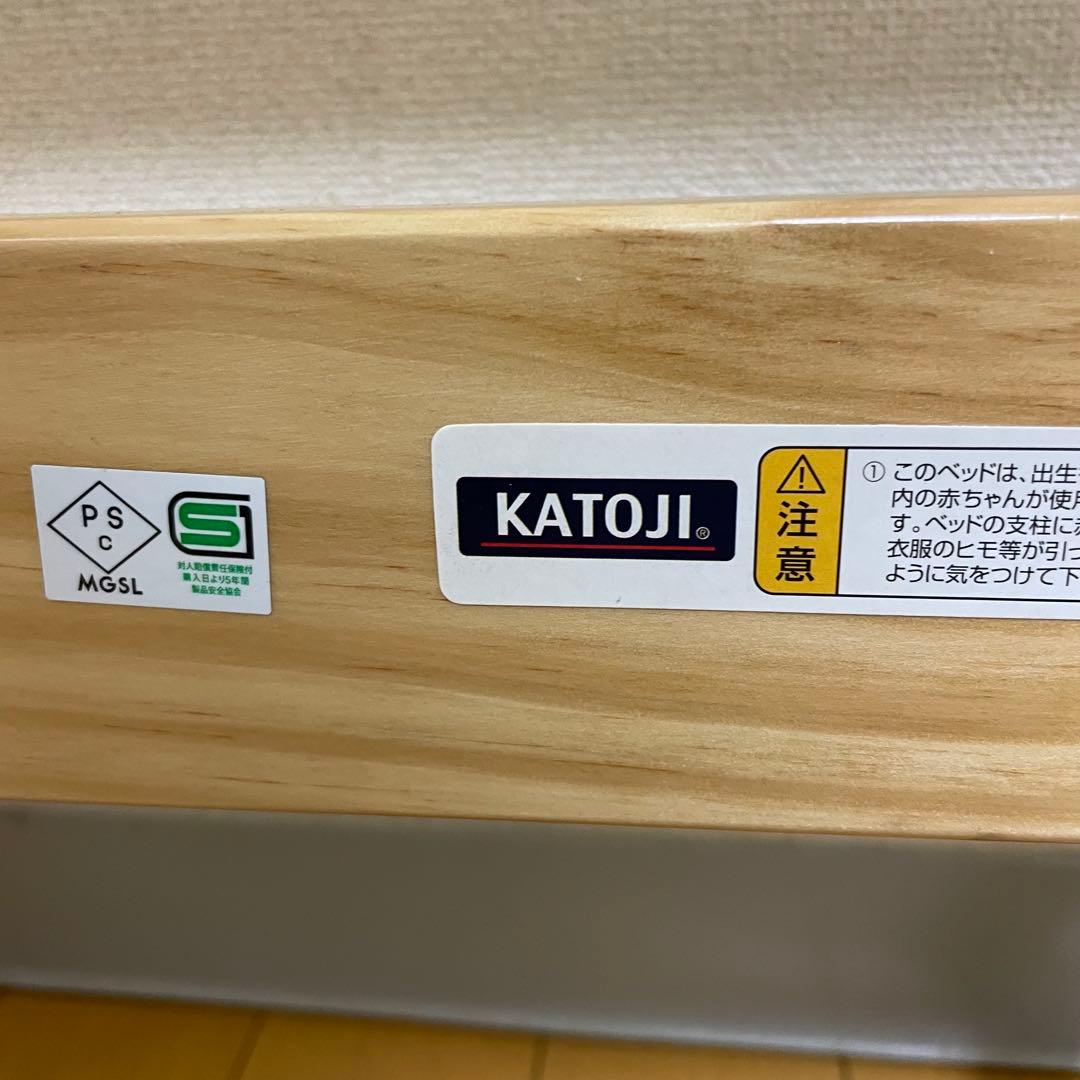 PS
C
MGSL
SG
対人賠償責任保険付
購入日より5年間
製品安全協会
KATOJI®
注意
① このベッドは、出生
内の赤ちゃんが使用
す。ベッドの支柱に
衣服のヒモ等が引っ
ように気をつけて下